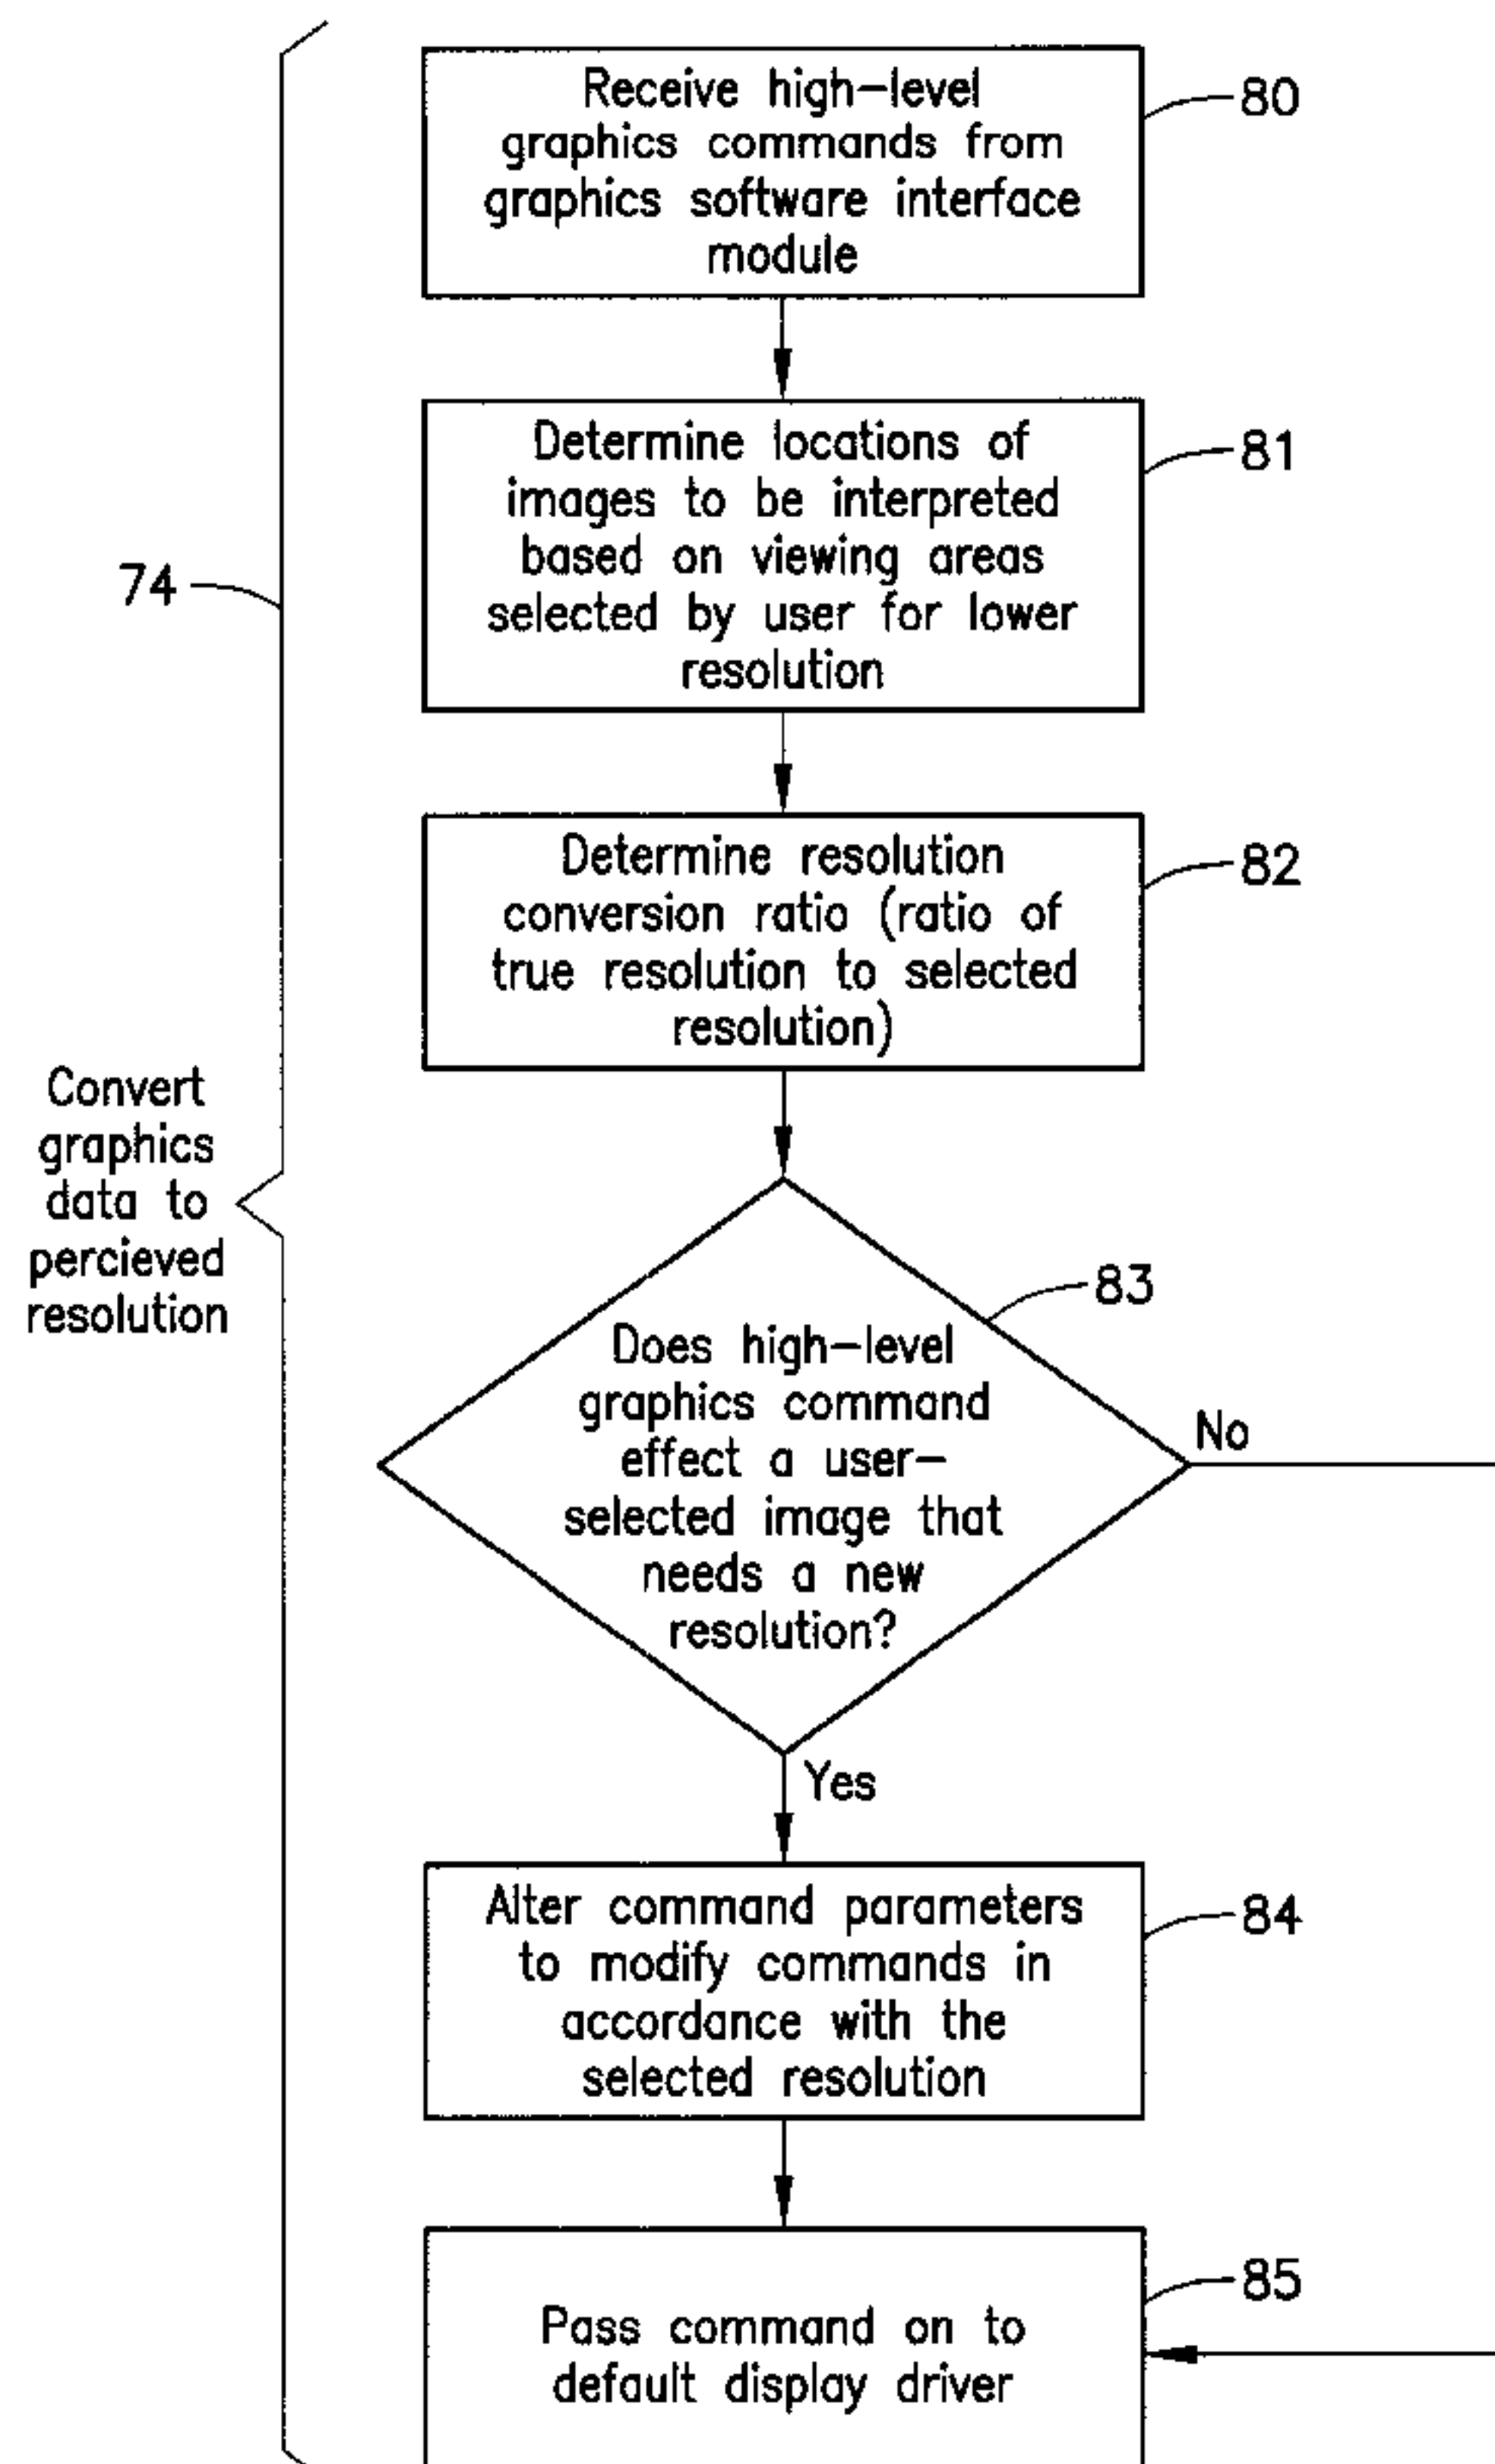 Receive high-level
graphics commands from
graphics software interface
module
80
Determine locations of
images to be interpreted
based on viewing areas
selected by user for lower
resolution
81
74
Determine resolution
conversion ratio (ratio of
true resolution to selected
resolution)
82
Convert
graphics
data to
percieved
resolution
83
Does high-level
graphics command
effect a user-
selected image that
needs a new
resolution?
No
Yes
Alter command parameters
to modify commands in
accordance with the
selected resolution
84
Pass command on to
default display driver
85